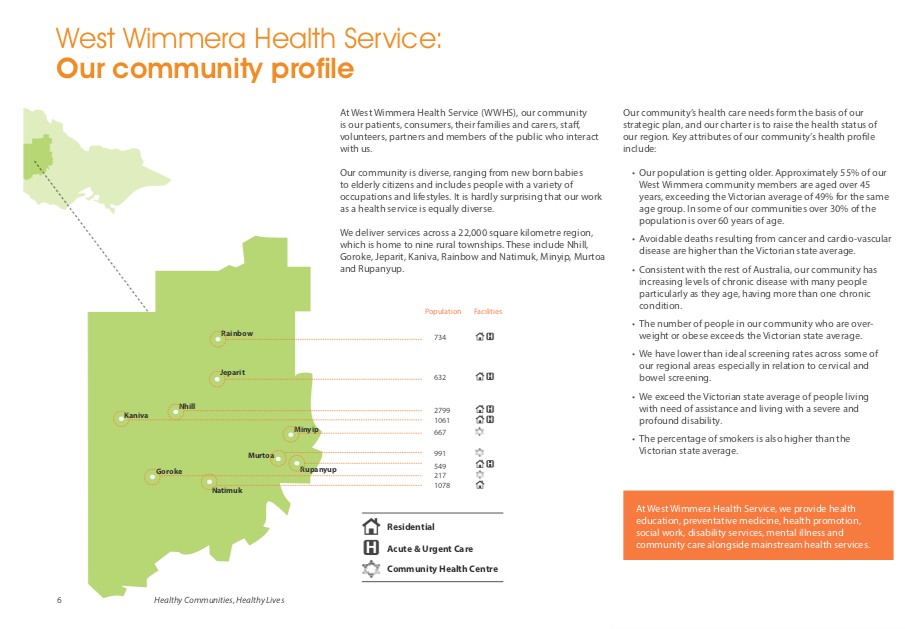 West Wimmera Health Service:
Our community profile
At West Wimmera Health Service (WWHS), our community
is our patients, consumers, their families and carers, staff,
volunteers, partners and members of the public who interact
with us.
Our community is diverse, ranging from new born babies
to elderly citizens and includes people with a variety of
occupations and lifestyles. It is hardly surprising that our work
as a health service is equally diverse.
We deliver services across a 22,000 square kilometre region,
which is home to nine rural townships. These include Nhill,
Goroke, Jeparit, Kaniva, Rainbow and Natimuk, Minyip, Murtoa
and Rupanyup.
Population Facilities
Rainbow 734 H
Jeparit 632 H
Nhill 2799 H
Kaniva 1061 H
Minyip 667
Murtoa 991
Rupanyup 549 H
Goroke 217
Natimuk 1078
Residential
H Acute & Urgent Care
Community Health Centre
Our community's health care needs form the basis of our
strategic plan, and our charter is to raise the health status of
our region. Key attributes of our community's health profile
include:
• Our population is getting older. Approximately 55% of our
West Wimmera community members are aged over 45
years, exceeding the Victorian average of 49% for the same
age group. In some of our communities over 30% of the
population is over 60 years of age.
• Avoidable deaths resulting from cancer and cardio-vascular
disease are higher than the Victorian state average.
• Consistent with the rest of Australia, our community has
increasing levels of chronic disease with many people
particularly as they age, having more than one chronic
condition.
• The number of people in our community who are over-
weight or obese exceeds the Victorian state average.
• We have lower than ideal screening rates across some of
our regional areas especially in relation to cervical and
bowel screening.
• We exceed the Victorian state average of people living
with need of assistance and living with a severe and
profound disability.
• The percentage of smokers is also higher than the
Victorian state average.
At West Wimmera Health Service, we provide health
education, preventative medicine, health promotion,
social work, disability services, mental illness and
community care alongside mainstream health services.
6 Healthy Communities, Healthy Lives